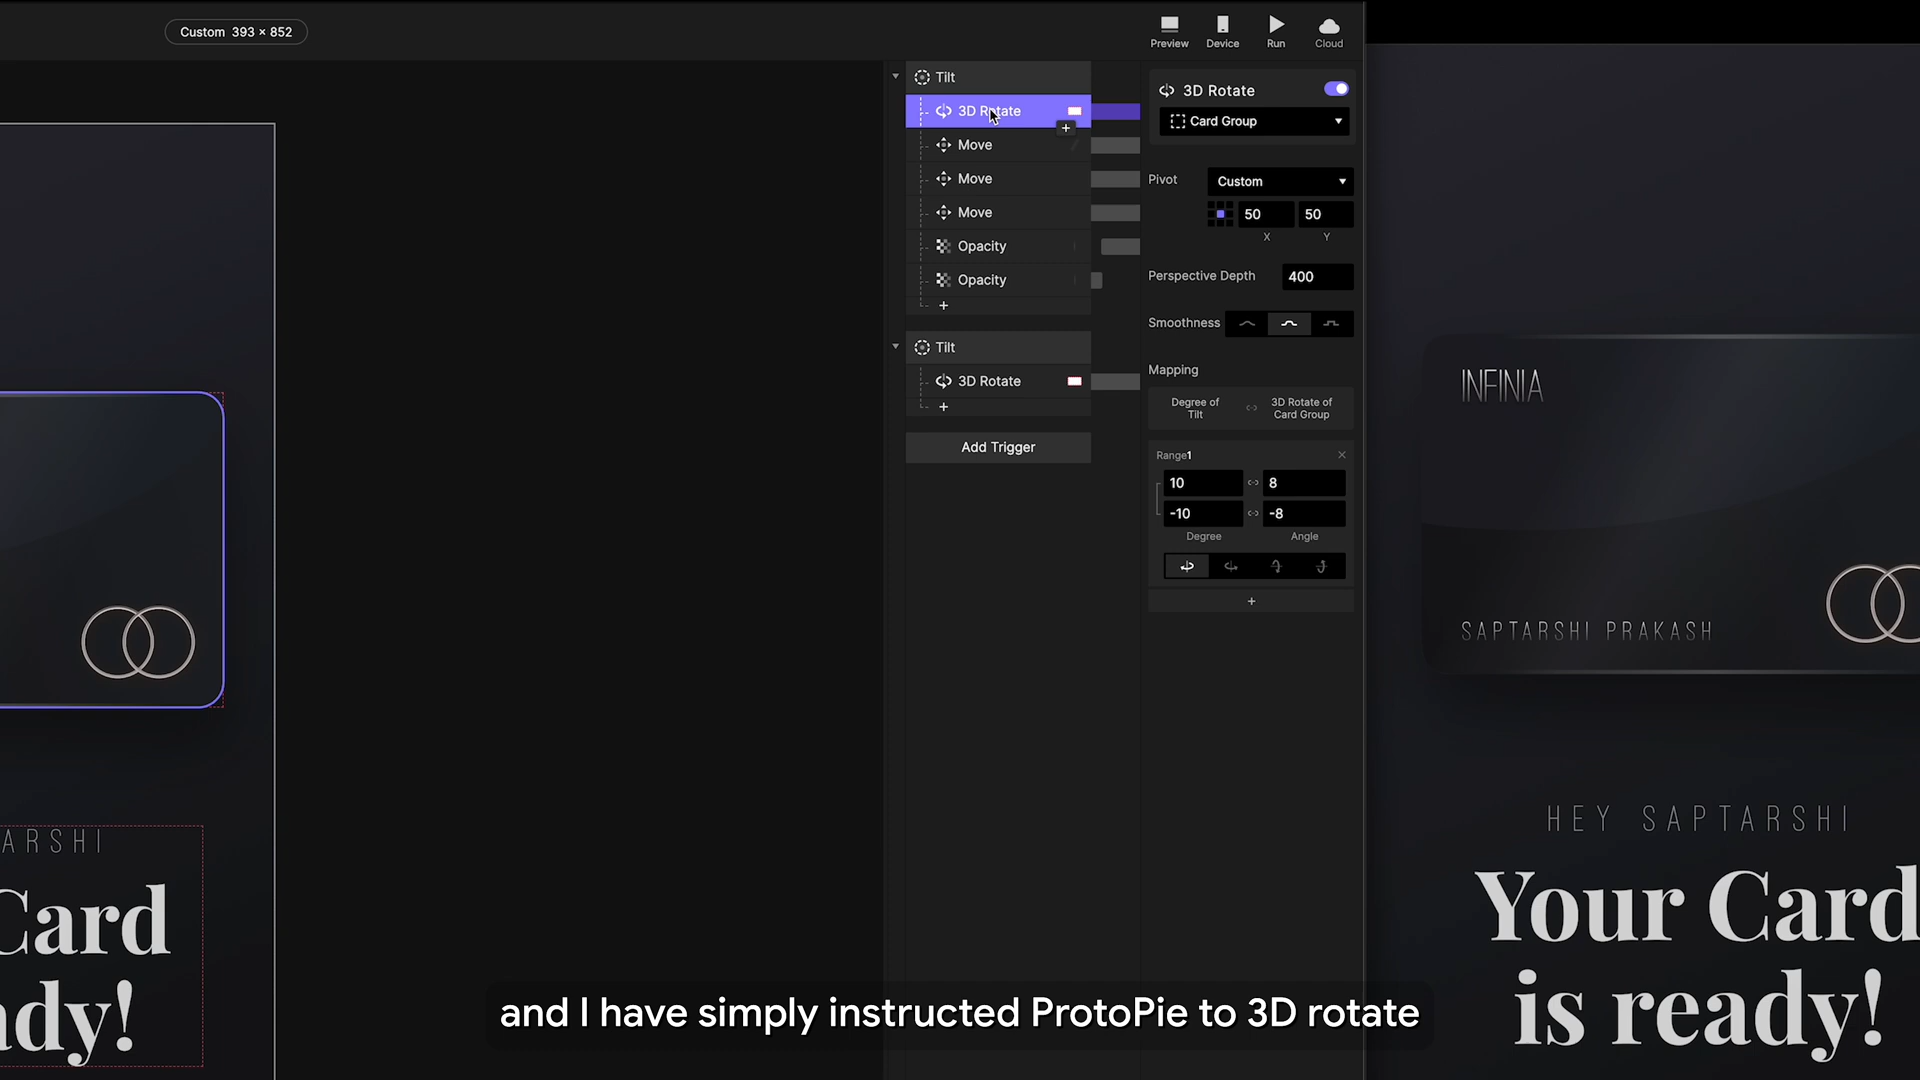 Custom 393 × 852
Preview
Device
Run
Cloud
Tilt
3D Rotate
Move
Move
Move
Opacity
Opacity
+
Tilt
3D Rotate
+
Add Trigger
3D Rotate
Card Group
Pivot
Custom
50
50
X
Y
Perspective Depth
400
Smoothness
Mapping
Degree of
Tilt
3D Rotate of
Card Group
Range1
10
8
-10
-8
Degree
Angle
+
ARSHI
Card
ady!
INFINIA
SAPTARSHI PRAKASH
HEY SAPTARSHI
Your Card
is ready!
and I have simply instructed ProtoPie to 3D rotate